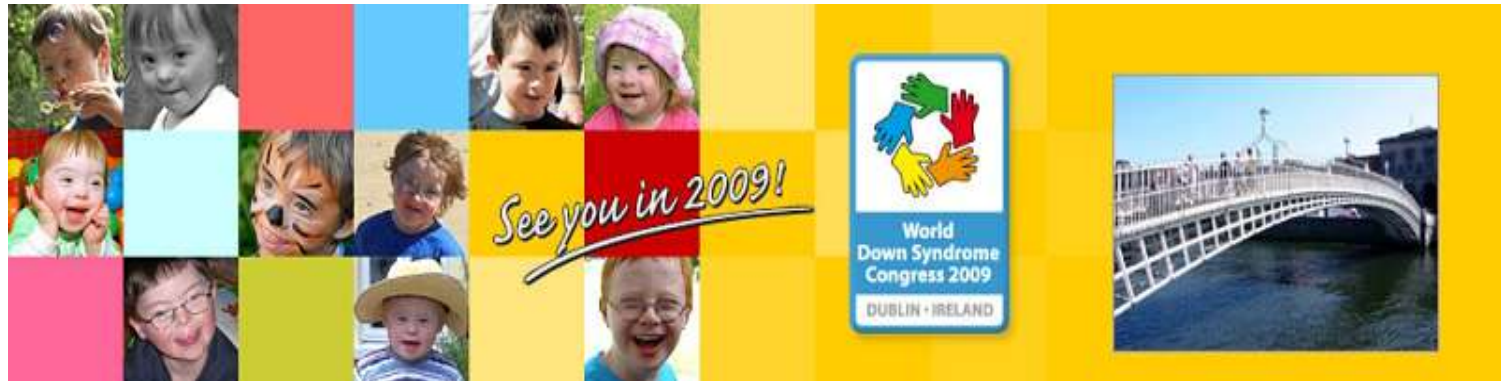 See you in 2009!
World
Down Syndrome
Congress 2009
DUBLIN • IRELAND